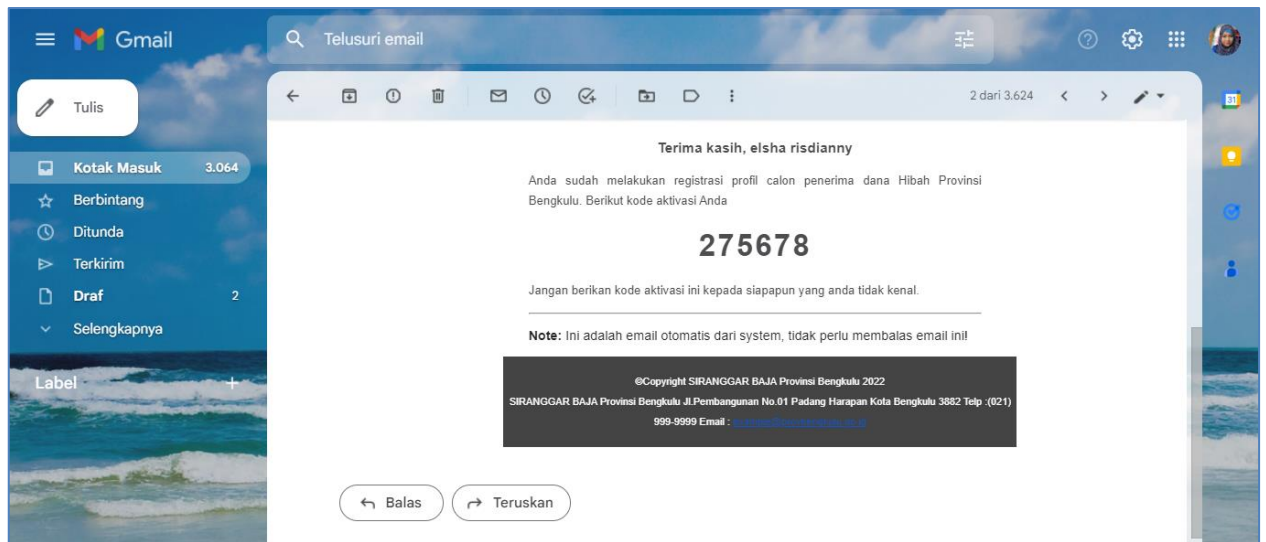 Gmail
Telusuri email
Tulis
2 dari 3.624
31
Kotak Masuk 3.064
Berbintang
Ditunda
Terkirim
Draf 2
Selengkapnya
Label +
Terima kasih, elsha risdianny
Anda sudah melakukan registrasi profil calon penerima dana Hibah Provinsi
Bengkulu. Berikut kode aktivasi Anda
275678
Jangan berikan kode aktivasi ini kepada siapapun yang anda tidak kenal.
Note: Ini adalah email otomatis dari system, tidak perlu membalas email ini!
©Copyright SIRANGGAR BAJA Provinsi Bengkulu 2022
SIRANGGAR BAJA Provinsi Bengkulu Jl.Pembangunan No.01 Padang Harapan Kota Bengkulu 3882 Telp :(021)
999-9999 Email :
Balas
Teruskan